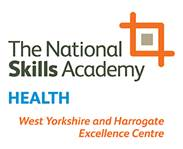 The National
Skills Academy
HEALTH
West Yorkshire and Harrogate
Excellence Centre